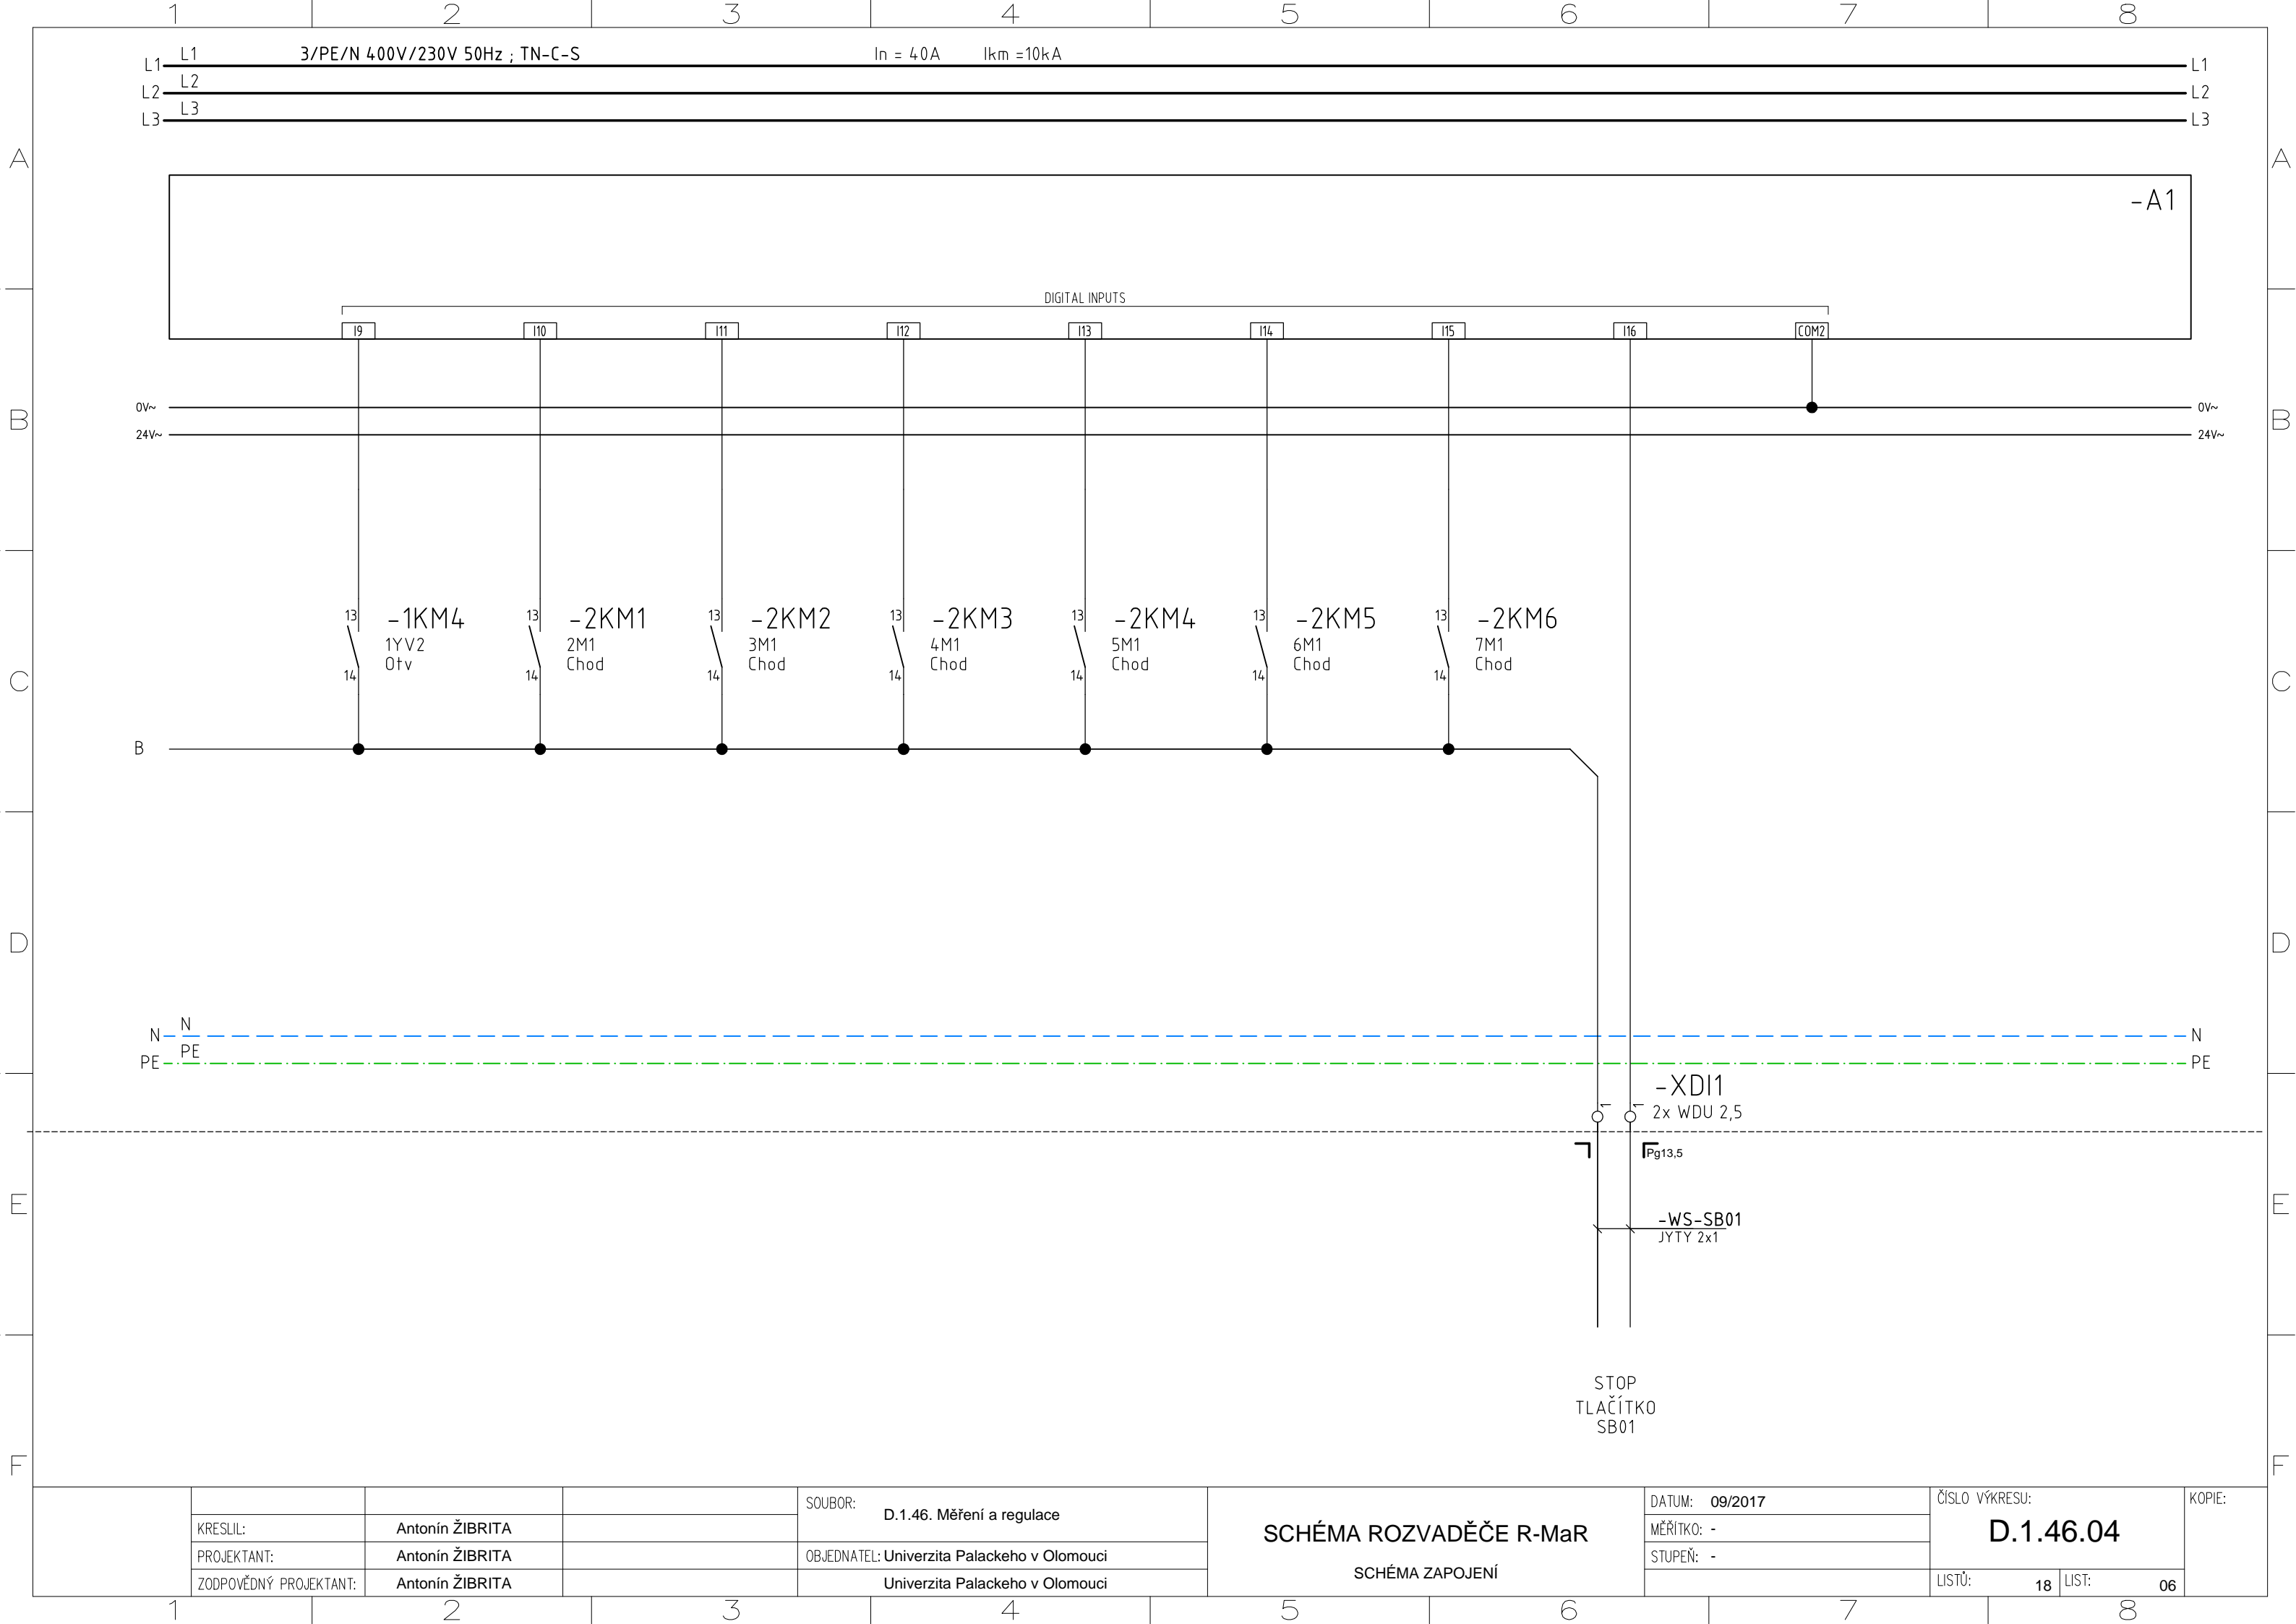 1 2 3 4 5 6 7 8
L1 3/PE/N 400V/230V 50Hz ; TN-C-S In = 40A Ikm =10kA
L1 L1
L2
L2 L2
L3
L3 L3
A A
-A1
DIGITAL INPUTS
I9 I10 I11 I12 I13 I14 I15 I16 COM2
0V~ 0V~
B B
24V~ 24V~
13 -1KM4 13 -2KM1 13 -2KM2 13 -2KM3 13 -2KM4 13 -2KM5 13 -2KM6
1YV2 2M1 3M1 4M1 5M1 6M1 7M1
Otv Chod Chod Chod Chod Chod Chod
14 14 14 14 14 14 14
C C
B
D D
N
N N
PE
PE PE
-XDI1
1 1 2x WDU 2,5
Pg13,5
E E
-WS-SB01
JYTY 2x1
STOP
TLAČÍTKO
SB01
F F
SOUBOR: D.1.46. Měření a regulace
KRESLIL: Antonín ŽIBRITA
PROJEKTANT: Antonín ŽIBRITA
ZODPOVĚDNÝ PROJEKTANT: Antonín ŽIBRITA
OBJEDNATEL: Univerzita Palackeho v Olomouci
Univerzita Palackeho v Olomouci
SCHÉMA ROZVADĚČE R-MaR
SCHÉMA ZAPOJENÍ
DATUM: 09/2017
MĚŘÍTKO: -
STUPEŇ: -
ČÍSLO VÝKRESU:
D.1.46.04
LISTŮ: 18 LIST: 06
KOPIE:
1 2 3 4 5 6 7 8